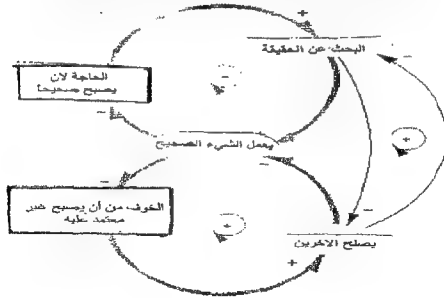 +
البحث عن الحقيقة
-
الحاجة لان
يصبح صحيحاً
-
-
+
يعمل الشيء الصحيح
-
-
الخوف من أن يصبح غير
معتمد عليه
+
-
يصلح الاخرين
+